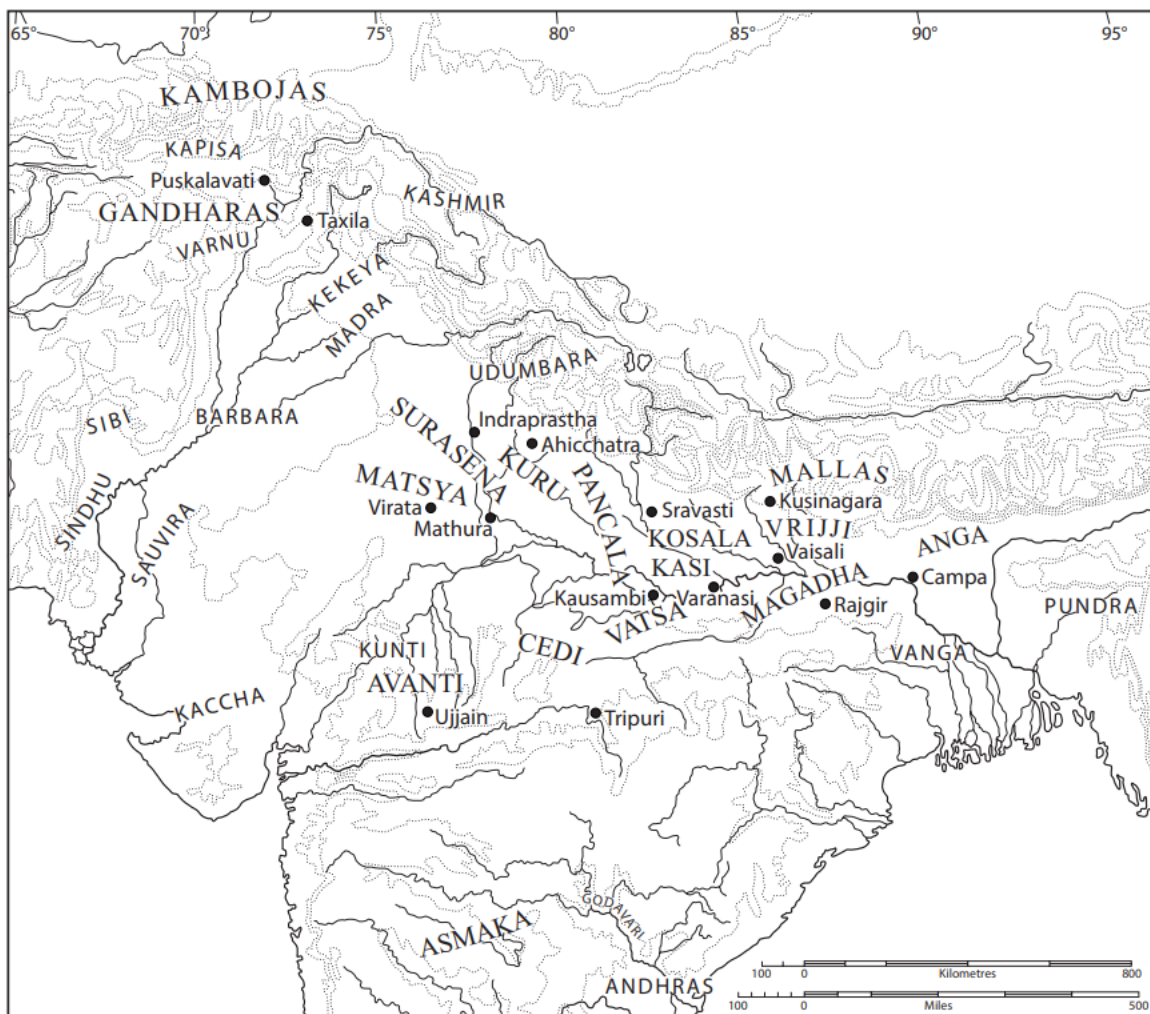 65° 70° 75° 80° 85° 90° 95°
KAMBOJAS
KAPISA
Puskalavati
KASHMIR
GANDHARAS
Taxila
VARNU
KEKEYA
MADRA
UDUMBARA
SIBI
BARBARA
SURASENA
Indraprastha
Ahicchatra
KURU
PANCALA
MATSYA
MALLAS
Virata
Kusinagara
Mathura
Sravasti
SINDHU
SAUVIRA
KOSALA
VRIJJI
ANGA
Vaisali
KASI
Campa
Kausambi
Varanasi
MAGADHA
Rajgir
PUNDRA
VATSA
CEDI
KUNTI
VANGA
AVANTI
KACCHA
Ujjain
Tripuri
GODAVARI
ASMAKA
ANDHRAS
100 0 Kilometres 800
100 0 Miles 500